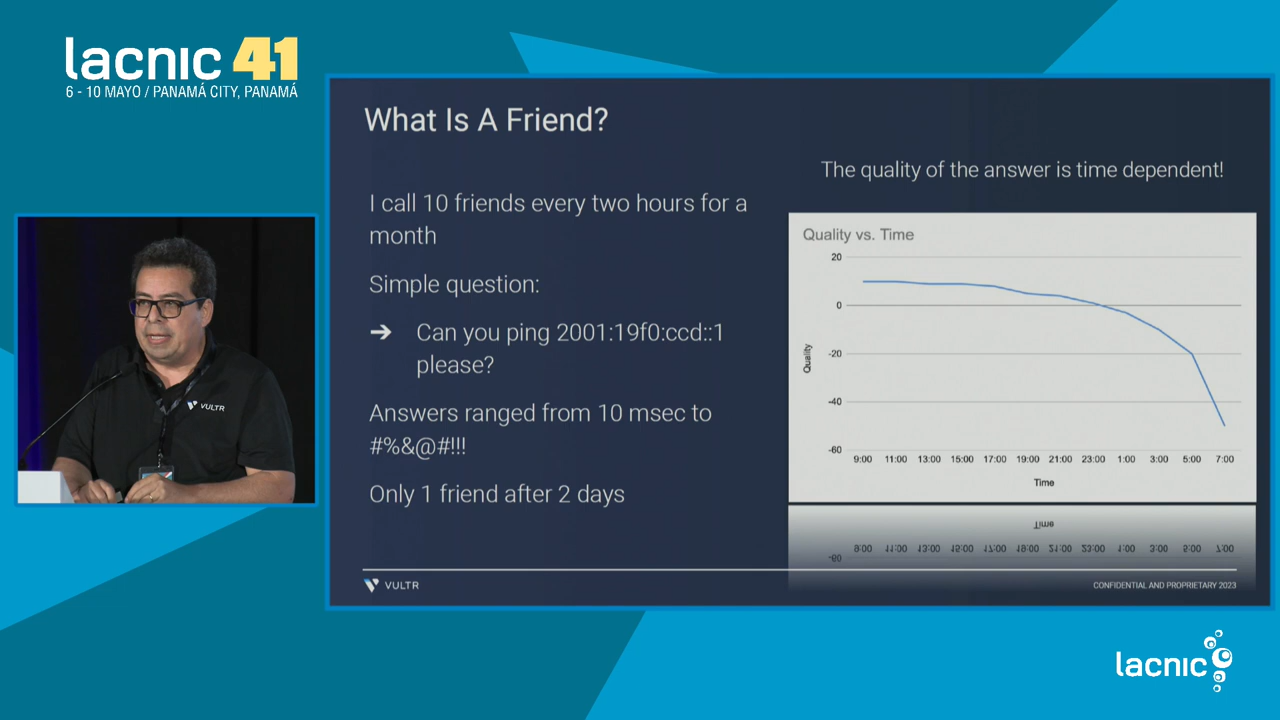 lacnic 41
6 - 10 MAYO / PANAMÁ CITY, PANAMÁ
What Is A Friend?
I call 10 friends every two hours for a
month
Simple question:
➔ Can you ping 2001:19f0:ccd::1
please?
Answers ranged from 10 msec to
#%&@#!!!
Only 1 friend after 2 days
The quality of the answer is time dependent!
Quality vs. Time
20
0
-20
-40
-60
Quality
9:00 11:00 13:00 15:00 17:00 19:00 21:00 23:00 1:00 3:00 5:00 7:00
Time
VULTR
CONFIDENTIAL AND PROPRIETARY 2023
VULTR
lacnic